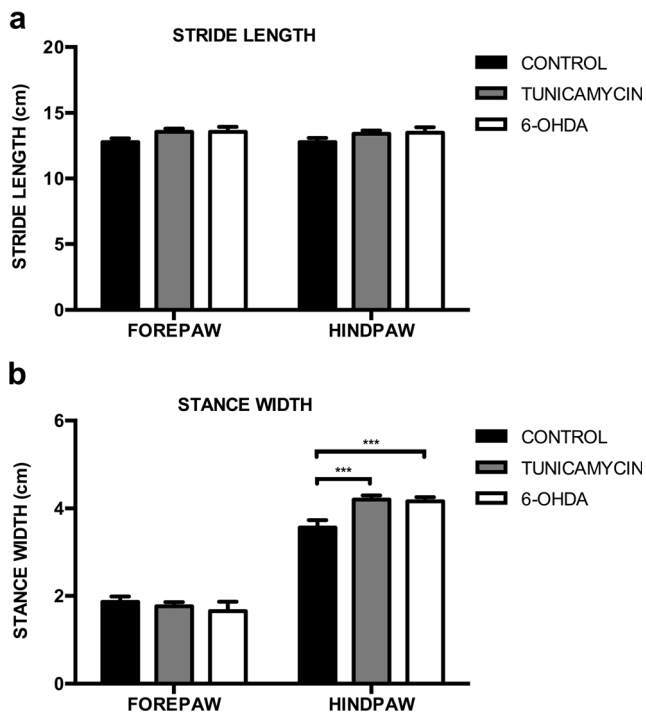 a
STRIDE LENGTH
STRIDE LENGTH (cm)
20
15
10
5
0
FOREPAW
HINDPAW
CONTROL
TUNICAMYCIN
6-OHDA
b
STANCE WIDTH
STANCE WIDTH (cm)
6
4
2
0
***
***
FOREPAW
HINDPAW
CONTROL
TUNICAMYCIN
6-OHDA